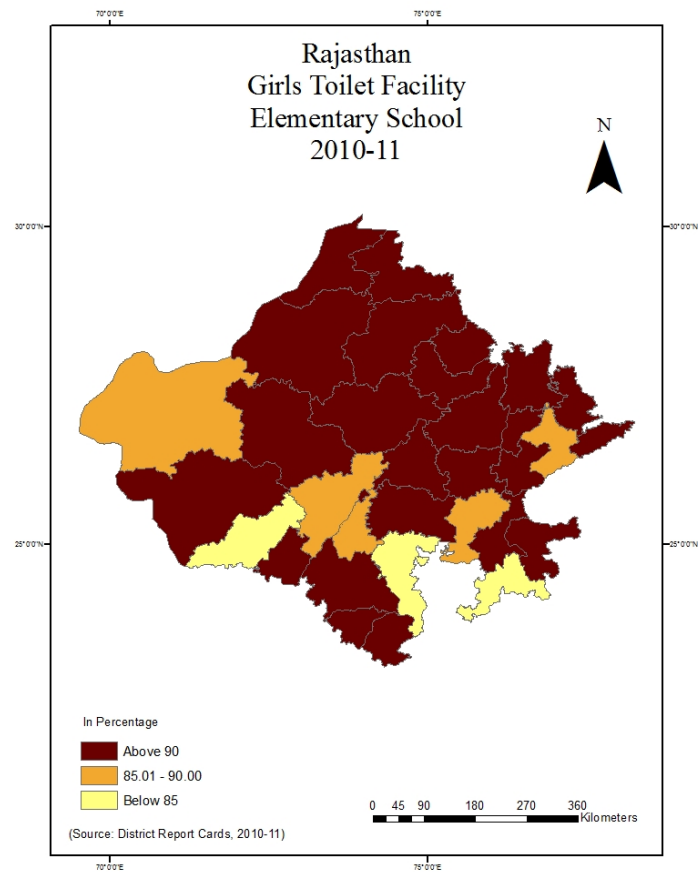 70°0'0"E 75°0'0"E
Rajasthan
Girls Toilet Facility
Elementary School
2010-11
N
30°0'0"N 30°0'0"N
25°0'0"N 25°0'0"N
In Percentage
Above 90
85.01 - 90.00
Below 85
0 45 90 180 270 360
Kilometers
(Source: District Report Cards, 2010-11)
70°0'0"E 75°0'0"E